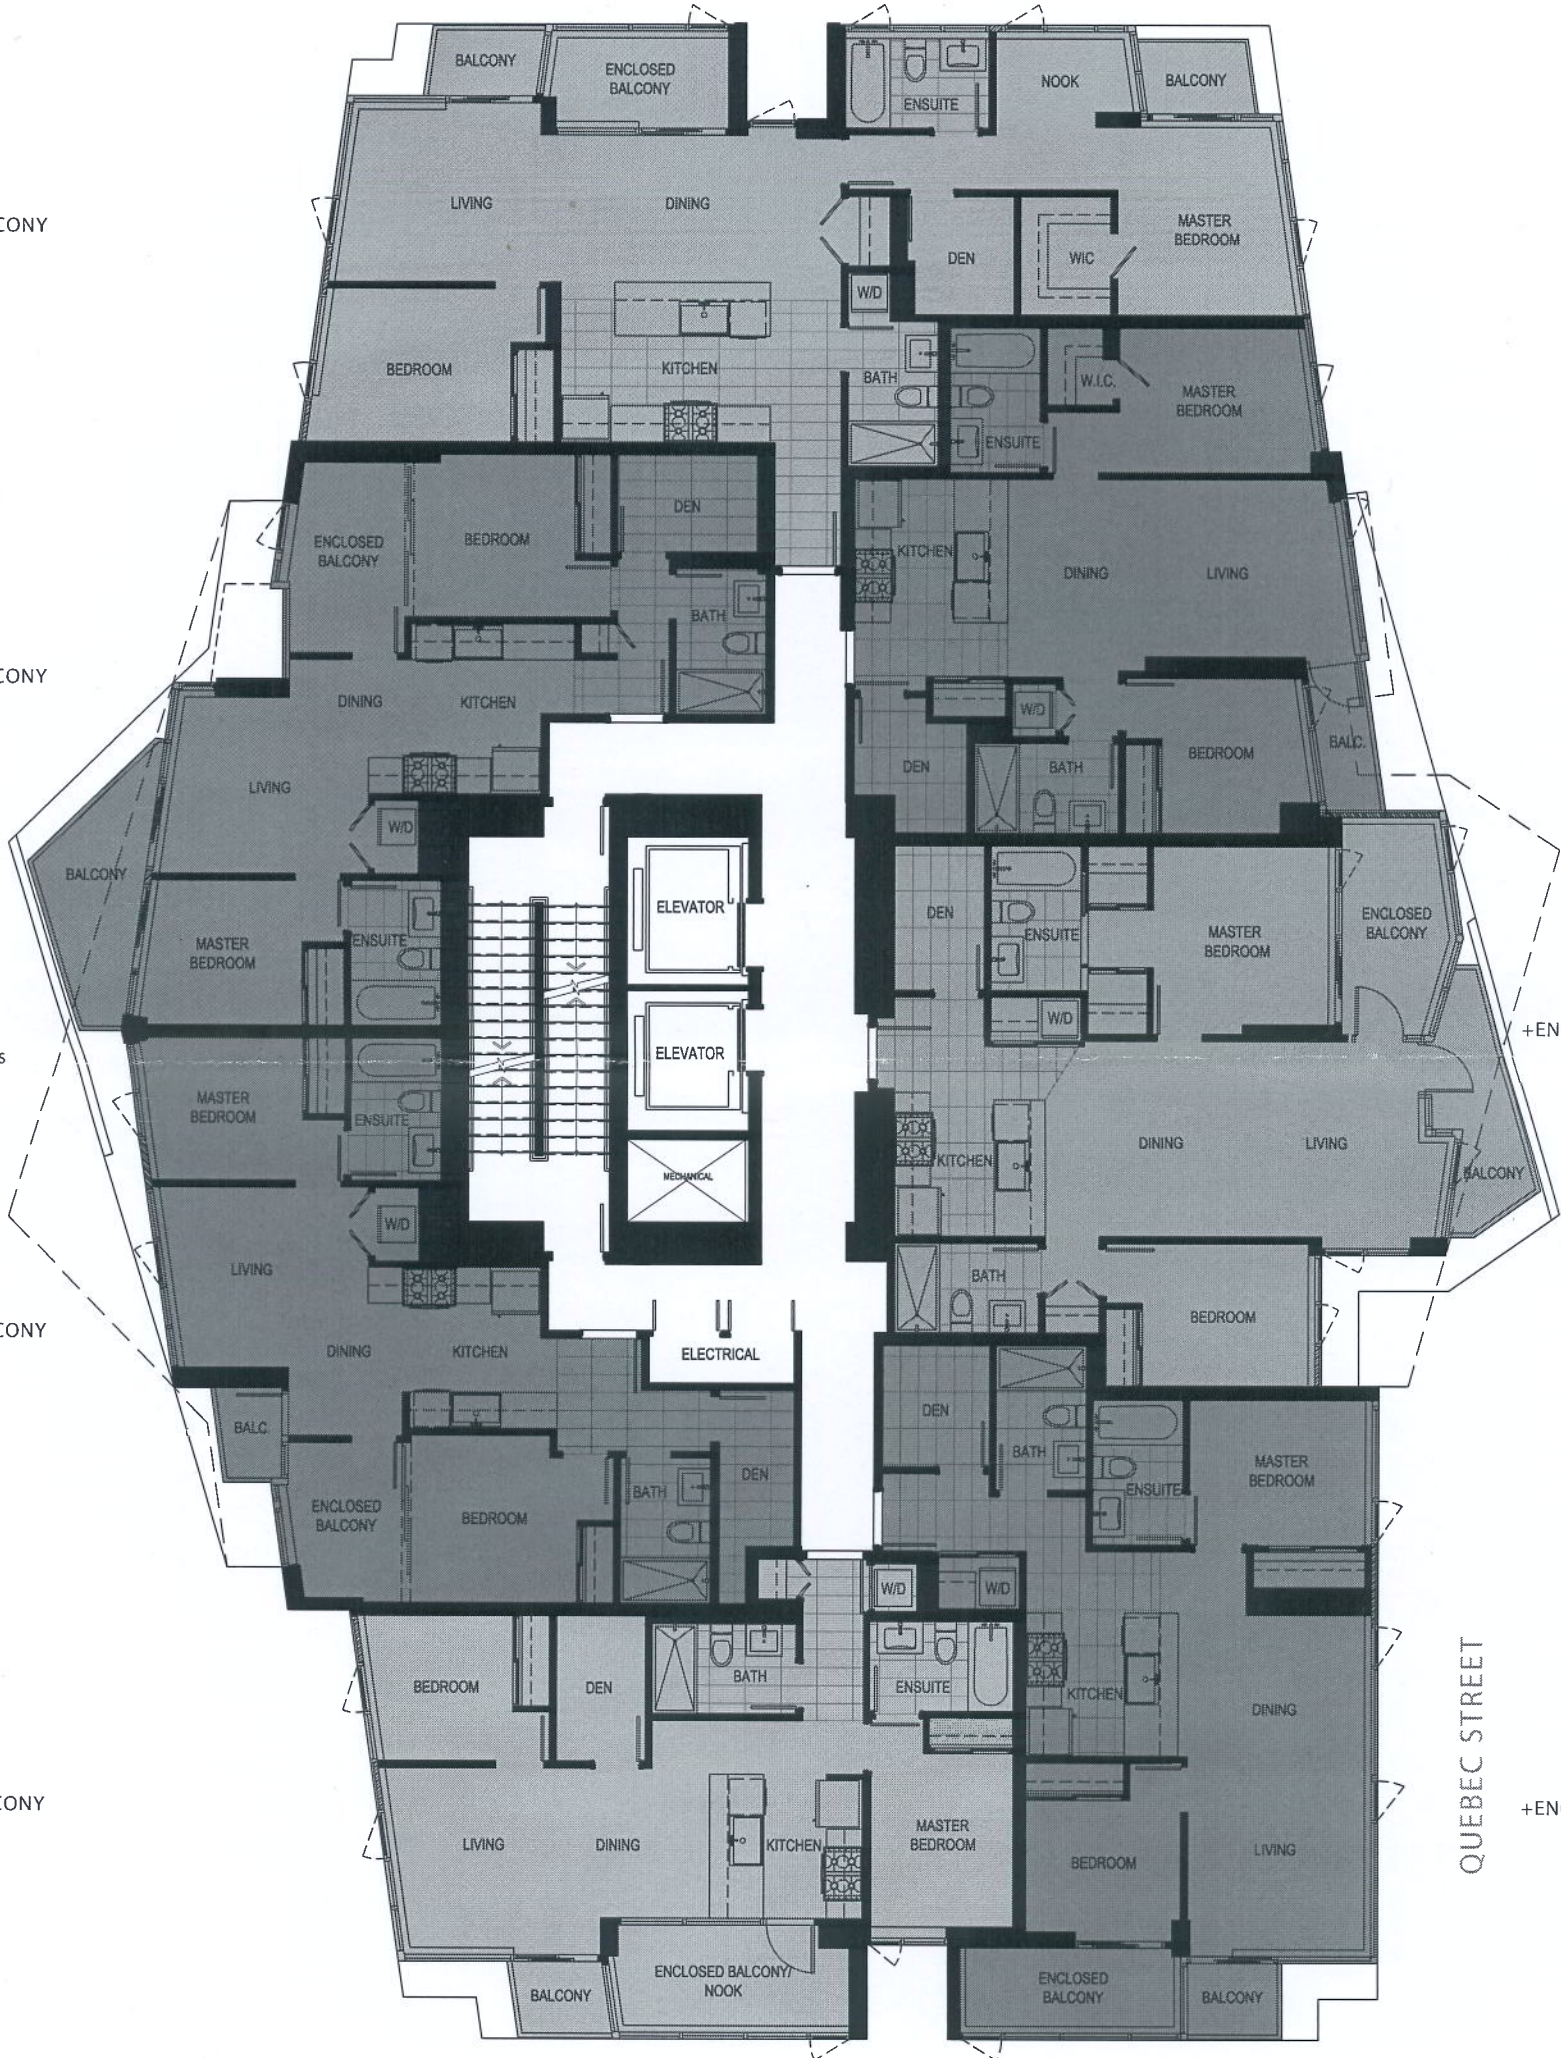 BALCONY
ENCLOSED
BALCONY
ENSUITE
NOOK
BALCONY
LIVING
DINING
MASTER
BEDROOM
CONY
DEN
WIC
W/D
BEDROOM
KITCHEN
BATH
W.I.C.
MASTER
BEDROOM
ENSUITE
DEN
ENCLOSED
BALCONY
BEDROOM
KITCHEN
DINING
LIVING
BATH
CONY
DINING
KITCHEN
W/D
BALC.
LIVING
DEN
BATH
BEDROOM
W/D
BALCONY
ELEVATOR
DEN
ENSUITE
MASTER
BEDROOM
ENCLOSED
BALCONY
MASTER
BEDROOM
ENSUITE
W/D
+EN
s
ELEVATOR
MASTER
BEDROOM
ENSUITE
KITCHEN
DINING
LIVING
BALCONY
MECHANICAL
W/D
LIVING
BATH
BEDROOM
CONY
DINING
KITCHEN
ELECTRICAL
BALC.
DEN
BATH
ENSUITE
MASTER
BEDROOM
ENCLOSED
BALCONY
BEDROOM
BATH
DEN
W/D
W/D
BEDROOM
DEN
BATH
ENSUITE
KITCHEN
DINING
QUEBEC STREET
CONY
+EN
LIVING
DINING
KITCHEN
MASTER
BEDROOM
BEDROOM
LIVING
BALCONY
ENCLOSED BALCONY/
NOOK
ENCLOSED
BALCONY
BALCONY